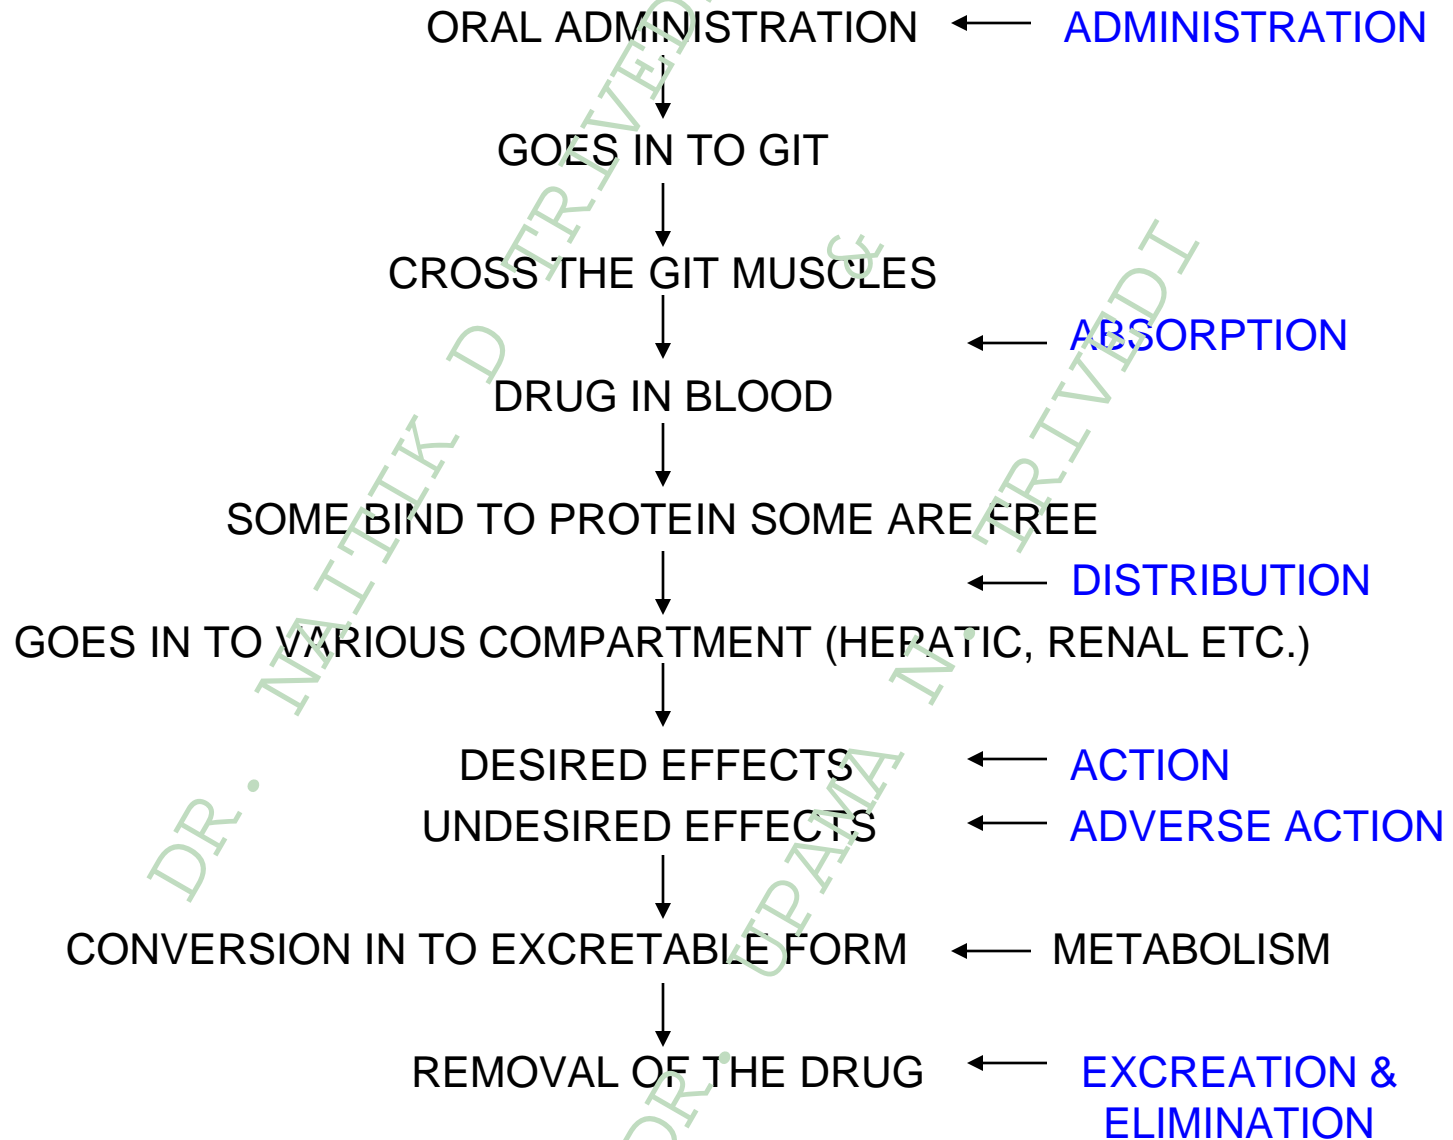 ORAL ADMINISTRATION ADMINISTRATION
GOES IN TO GIT
CROSS THE GIT MUSCLES
ABSORPTION
DRUG IN BLOOD
SOME BIND TO PROTEIN SOME ARE FREE
DISTRIBUTION
GOES IN TO VARIOUS COMPARTMENT (HEPATIC, RENAL ETC.)
DESIRED EFFECTS ACTION
UNDESIRED EFFECTS ADVERSE ACTION
CONVERSION IN TO EXCRETABLE FORM METABOLISM
REMOVAL OF THE DRUG EXCREATION &
ELIMINATION
DR. NAITIK D TRIVEDI
&
DR. UPAMA N. TRIVEDI